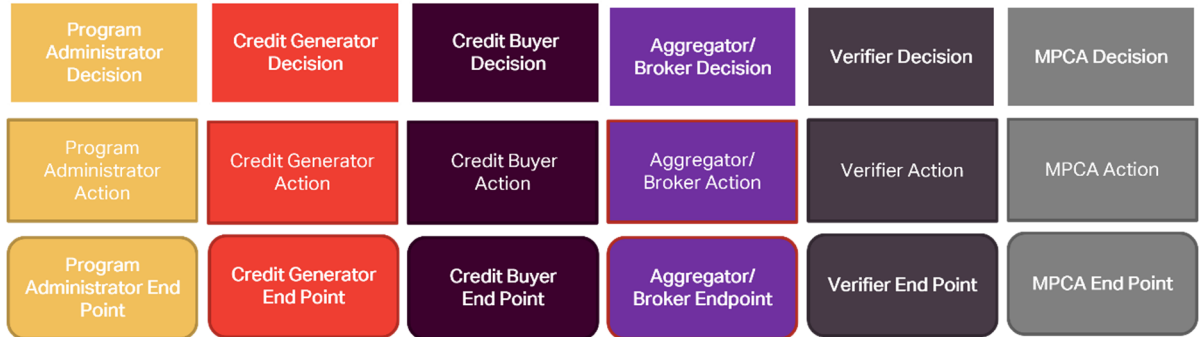 Program
Administrator
Decision
Credit Generator
Decision
Credit Buyer
Decision
Aggregator/
Broker Decision
Verifier Decision
MPCA Decision
Program
Administrator
Action
Credit Generator
Action
Credit Buyer
Action
Aggregator/
Broker Action
Verifier Action
MPCA Action
Program
Administrator End
Point
Credit Generator
End Point
Credit Buyer
End Point
Aggregator/
Broker Endpoint
Verifier End Point
MPCA End Point